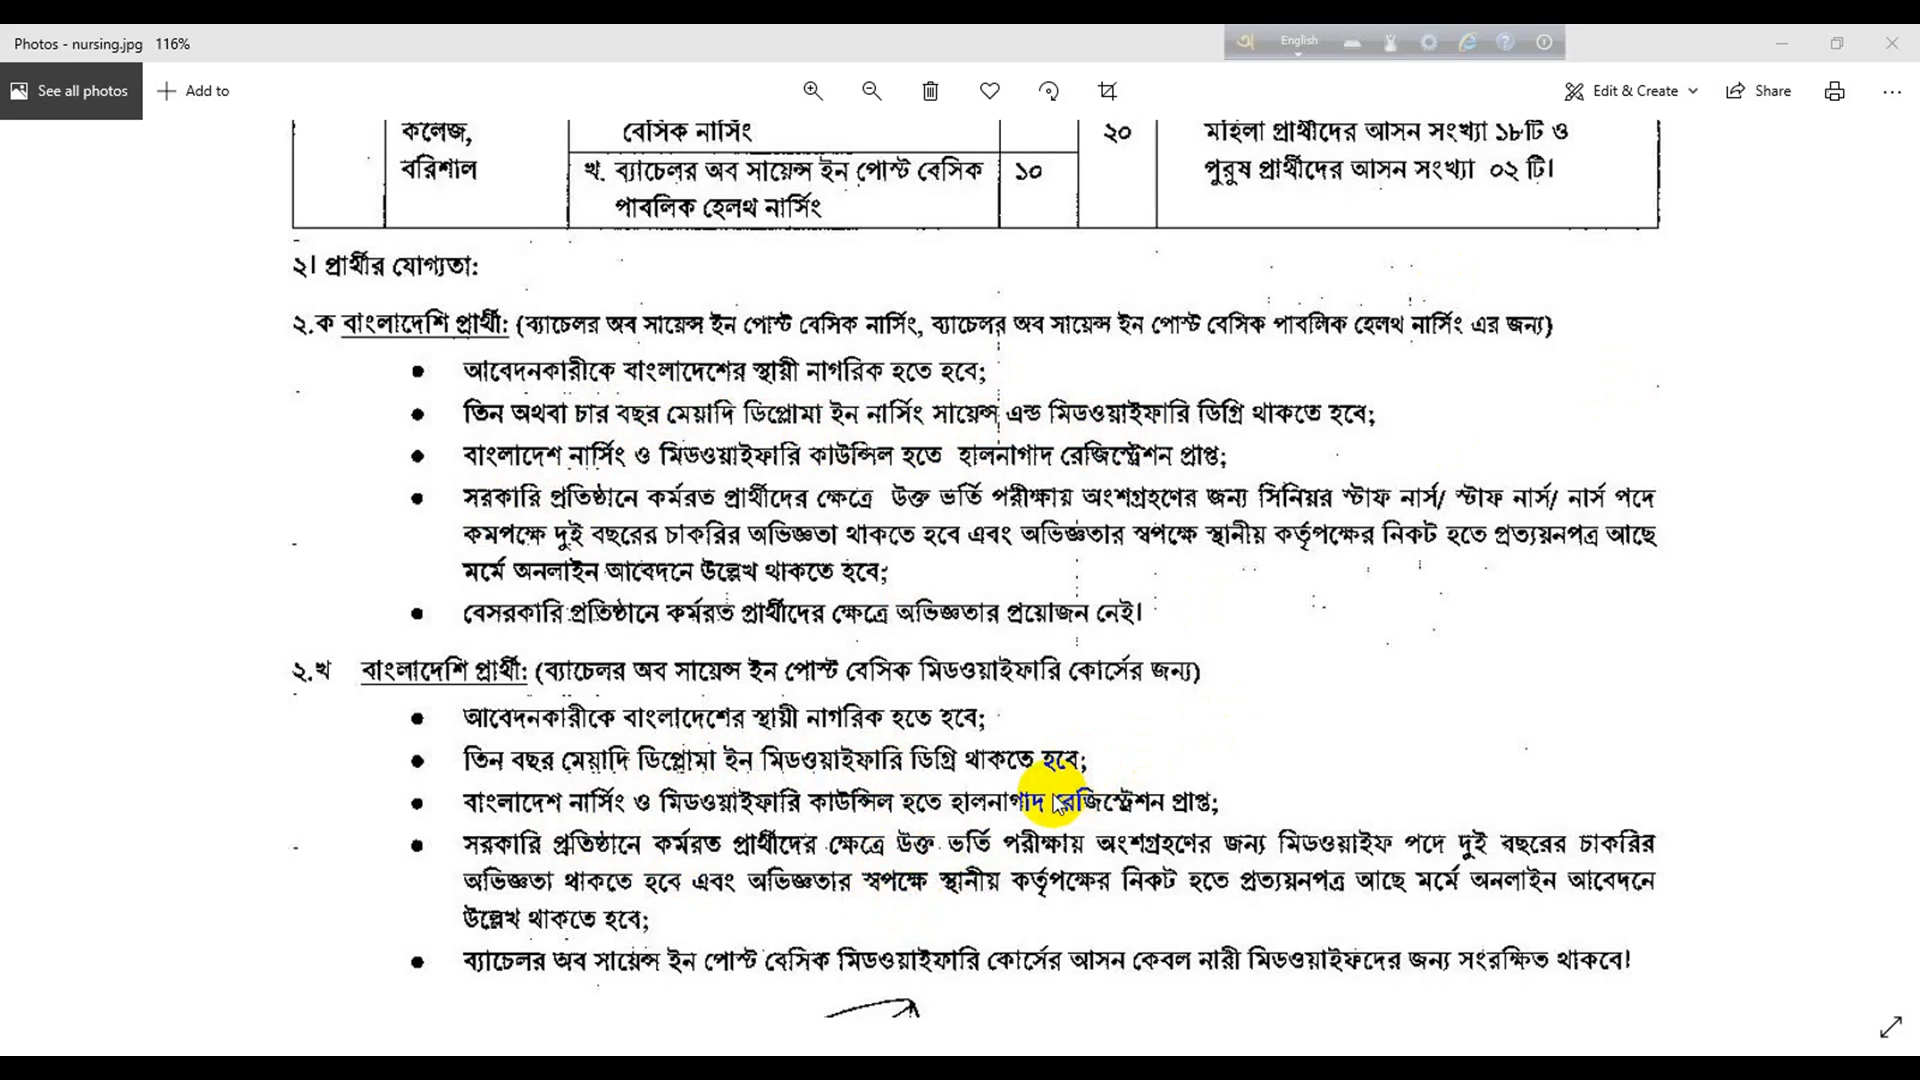 Photos - nursing.jpg 116%
English
See all photos
Add to
Edit & Create
Share
কলেজ,
বরিশাল
বেসিক নার্সিং
খ. ব্যাচেলর অব সায়েন্স ইন পোস্ট বেসিক
পাবলিক হেলথ নার্সিং
১০
২০
মহিলা প্রার্থীদের আসন সংখ্যা ১৮টি ও
পুরুষ প্রার্থীদের আসন সংখ্যা ০২ টি।
২। প্রার্থীর যোগ্যতা:
২.ক বাংলাদেশি প্রার্থী: (ব্যাচেলর অব সায়েন্স ইন পোস্ট বেসিক নার্সিং, ব্যাচেলর অব সায়েন্স ইন পোস্ট বেসিক পাবলিক হেলথ নার্সিং এর জন্য)
● আবেদনকারীকে বাংলাদেশের স্থায়ী নাগরিক হতে হবে;
● তিন অথবা চার বছর মেয়াদি ডিপ্লোমা ইন নার্সিং সায়েন্স এন্ড মিডওয়াইফারি ডিগ্রি থাকতে হবে;
● বাংলাদেশ নার্সিং ও মিডওয়াইফারি কাউন্সিল হতে হালনাগাদ রেজিস্ট্রেশন প্রাপ্ত;
● সরকারি প্রতিষ্ঠানে কর্মরত প্রার্থীদের ক্ষেত্রে উক্ত ভর্তি পরীক্ষায় অংশগ্রহণের জন্য সিনিয়র স্টাফ নার্স/ স্টাফ নার্স/ নার্স পদে
কমপক্ষে দুই বছরের চাকরির অভিজ্ঞতা থাকতে হবে এবং অভিজ্ঞতার স্বপক্ষে স্থানীয় কর্তৃপক্ষের নিকট হতে প্রত্যয়নপত্র আছে
মর্মে অনলাইন আবেদনে উল্লেখ থাকতে হবে;
● বেসরকারি প্রতিষ্ঠানে কর্মরত প্রার্থীদের ক্ষেত্রে অভিজ্ঞতার প্রয়োজন নেই।
২.খ বাংলাদেশি প্রার্থী: (ব্যাচেলর অব সায়েন্স ইন পোস্ট বেসিক মিডওয়াইফারি কোর্সের জন্য)
● আবেদনকারীকে বাংলাদেশের স্থায়ী নাগরিক হতে হবে;
● তিন বছর মেয়াদি ডিপ্লোমা ইন মিডওয়াইফারি ডিগ্রি থাকতে হবে;
● বাংলাদেশ নার্সিং ও মিডওয়াইফারি কাউন্সিল হতে হালনাগাদ রেজিস্ট্রেশন প্রাপ্ত;
● সরকারি প্রতিষ্ঠানে কর্মরত প্রার্থীদের ক্ষেত্রে উক্ত ভর্তি পরীক্ষায় অংশগ্রহণের জন্য মিডওয়াইফ পদে দুই বছরের চাকরির
অভিজ্ঞতা থাকতে হবে এবং অভিজ্ঞতার স্বপক্ষে স্থানীয় কর্তৃপক্ষের নিকট হতে প্রত্যয়নপত্র আছে মর্মে অনলাইন আবেদনে
উল্লেখ থাকতে হবে;
● ব্যাচেলর অব সায়েন্স ইন পোস্ট বেসিক মিডওয়াইফারি কোর্সের আসন কেবল নারী মিডওয়াইফদের জন্য সংরক্ষিত থাকবে।